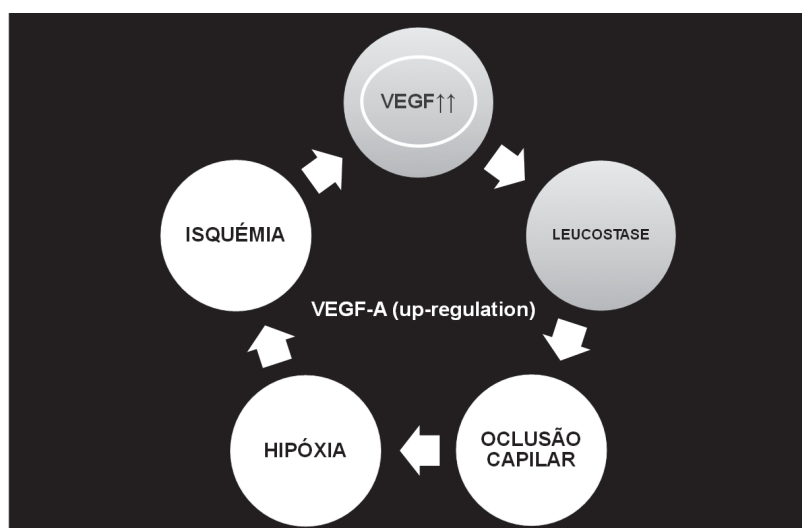 VEGF↑↑
LEUCOSTASE
OCLUSÃO
CAPILAR
HIPÓXIA
ISQUÉMIA
VEGF-A (up-regulation)